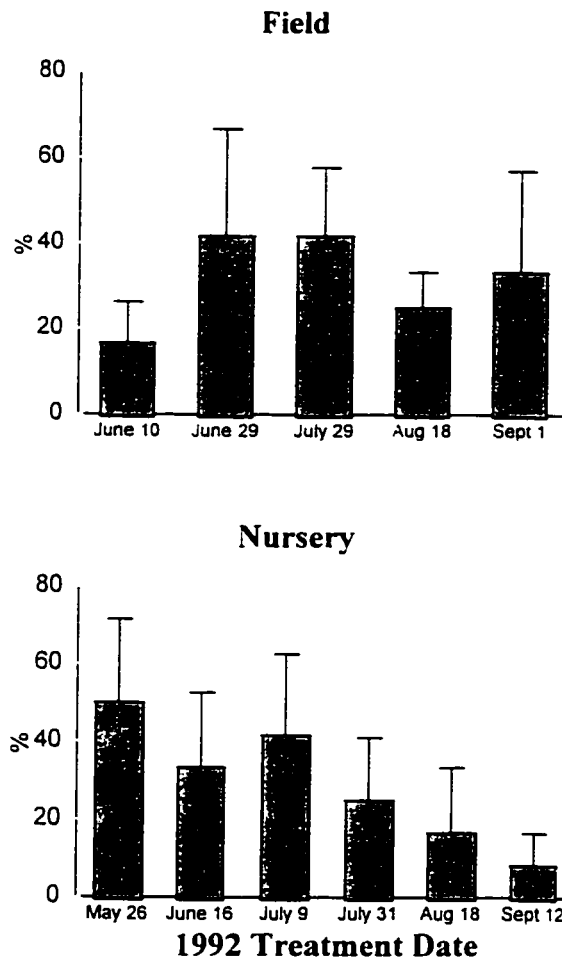 Field
80
60
40
20
0
%
June 10 June 29 July 29 Aug 18 Sept 1
Nursery
80
60
40
20
0
%
May 26 June 16 July 9 July 31 Aug 18 Sept 12
1992 Treatment Date